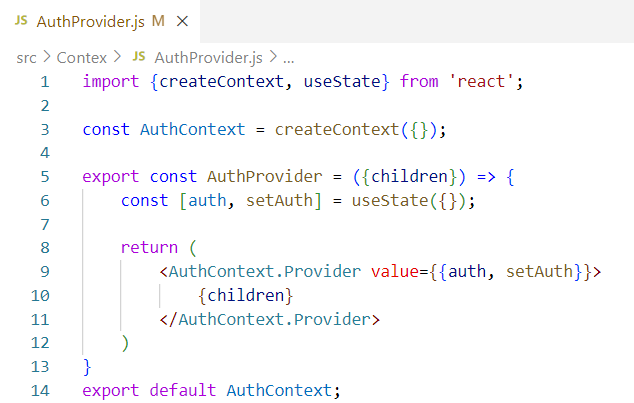 JS AuthProvider.js M ×
src > Contex > JS AuthProvider.js > ...
1 import {createContext, useState} from 'react';
2
3 const AuthContext = createContext({});
4
5 export const AuthProvider = ({children}) => {
6     const [auth, setAuth] = useState({});
7
8     return (
9         <AuthContext.Provider value={{auth, setAuth}}>
10             {children}
11         </AuthContext.Provider>
12     )
13 }
14 export default AuthContext;